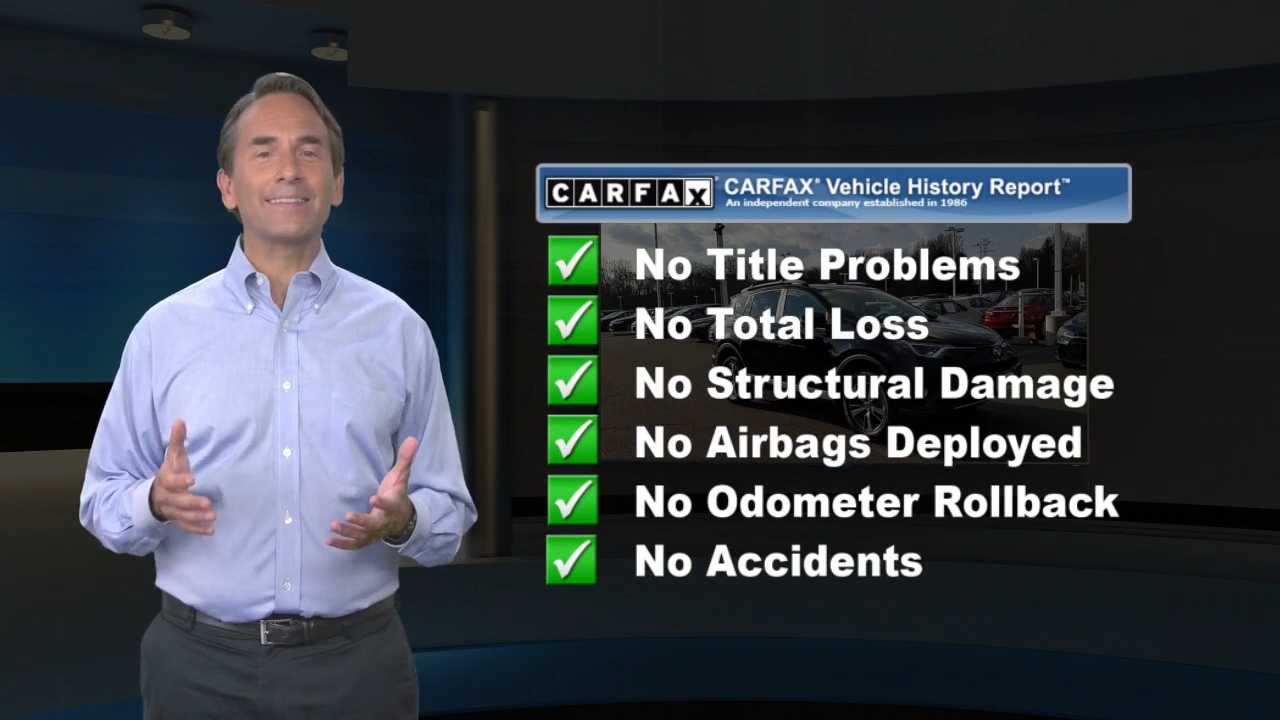 CARFAX® CARFAX® Vehicle History Report™
An independent company established in 1986
No Title Problems
No Total Loss
No Structural Damage
No Airbags Deployed
No Odometer Rollback
No Accidents